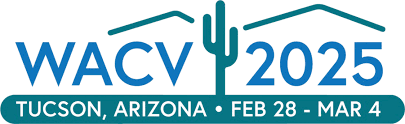 WACV 2025
TUCSON, ARIZONA • FEB 28 - MAR 4